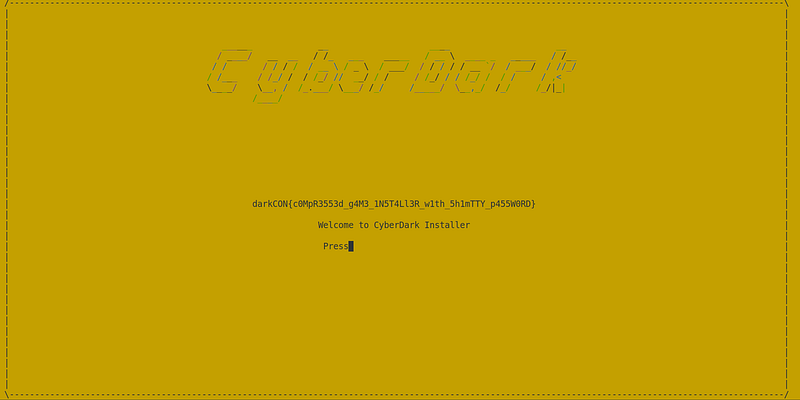 CyberDark
darkCON{c0MpR3553d_g4M3_1N5T4Ll3R_w1th_5h1mTTY_p455W0RD}
Welcome to CyberDark Installer
Press